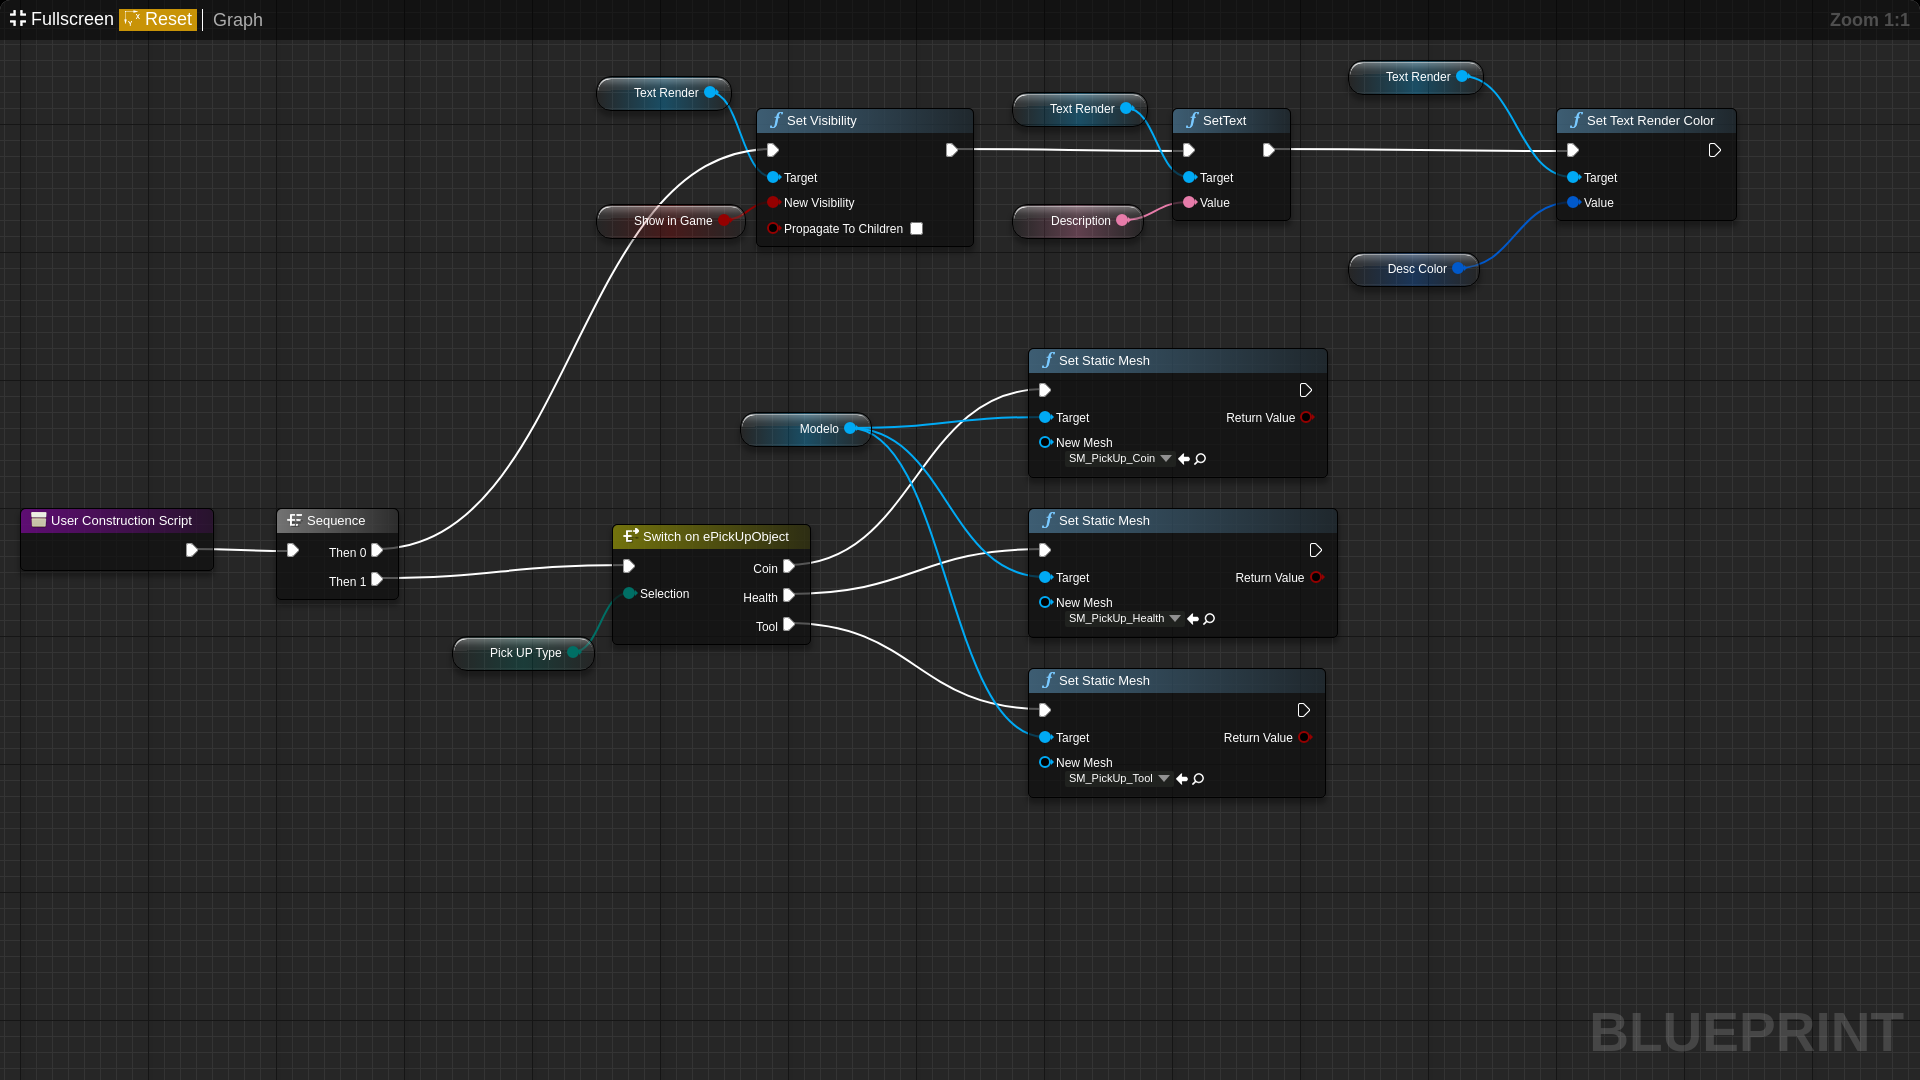 Fullscreen Reset Graph
Zoom 1:1
Text Render
Set Visibility
Target
New Visibility
Propagate To Children
Show in Game
Text Render
SetText
Target
Value
Description
Text Render
Set Text Render Color
Target
Value
Desc Color
Modelo
Set Static Mesh
Target
Return Value
New Mesh
SM_PickUp_Coin
User Construction Script
Sequence
Then 0
Then 1
Switch on ePickUpObject
Coin
Selection
Health
Tool
Pick UP Type
Set Static Mesh
Target
Return Value
New Mesh
SM_PickUp_Health
Set Static Mesh
Target
Return Value
New Mesh
SM_PickUp_Tool
BLUEPRINT